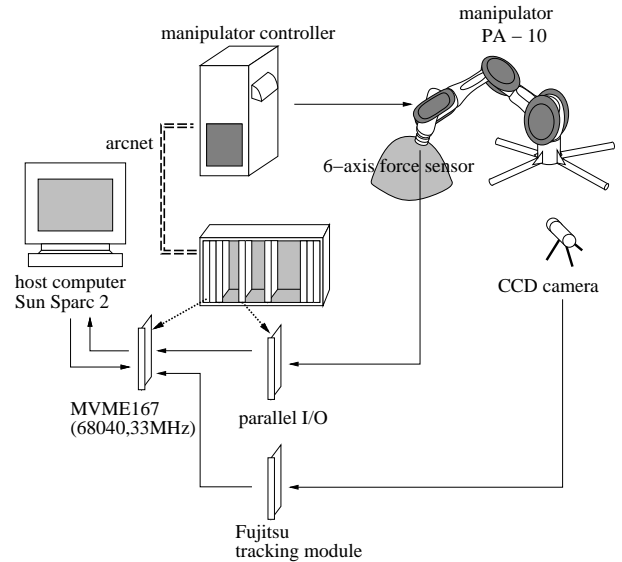 manipulator controller
manipulator
PA − 10
arcnet
6−axis force sensor
host computer
Sun Sparc 2
CCD camera
MVME167
(68040,33MHz)
parallel I/O
Fujitsu
tracking module